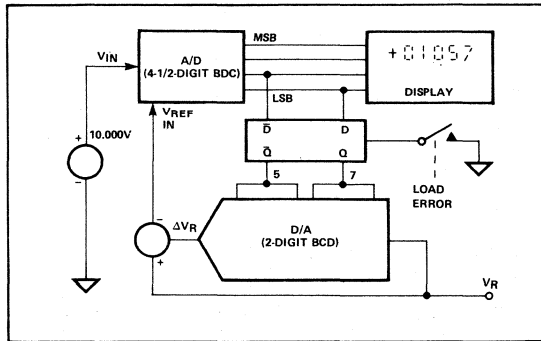 MSB
A/D
(4-1/2-DIGIT BDC)
VIN
+01057
DISPLAY
LSB
VREF
IN
D̅ D
Q̅ Q
+
10.000V
−
5 7
LOAD
ERROR
D/A
(2-DIGIT BCD)
−
ΔVR
+
VR